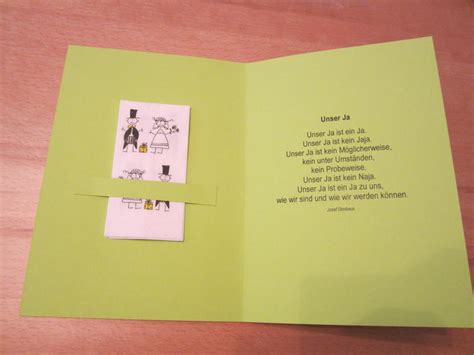 Unser Ja
Unser Ja ist ein Ja.
Unser Ja ist kein Jaja.
Unser Ja ist kein Möglicherweise,
kein unter Umständen,
kein Probeweise.
Unser Ja ist kein Naja.
Unser Ja ist ein Ja zu uns,
wie wir sind und wie wir werden können.
Josef